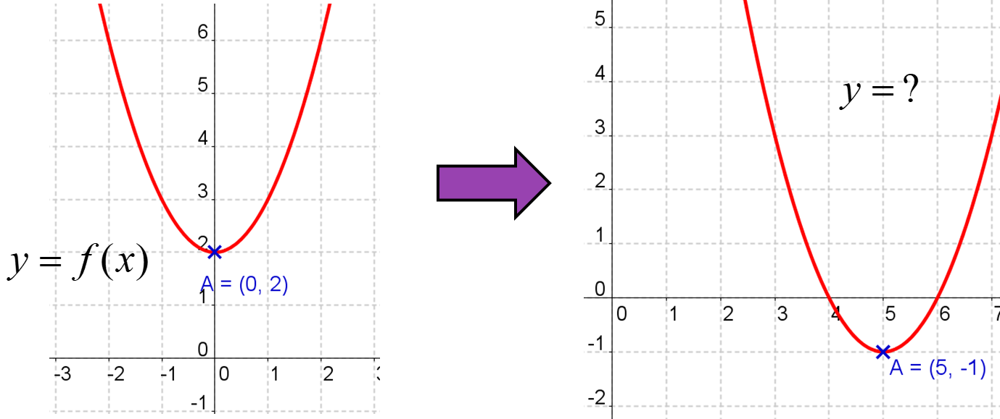 6
5
4
3
2
y = f(x)
A = (0, 2)
1
0
-3 -2 -1 0 1 2
-1
5
4
y = ?
3
2
1
0
0 1 2 3 4 5 6 7
-1
A = (5, -1)
-2